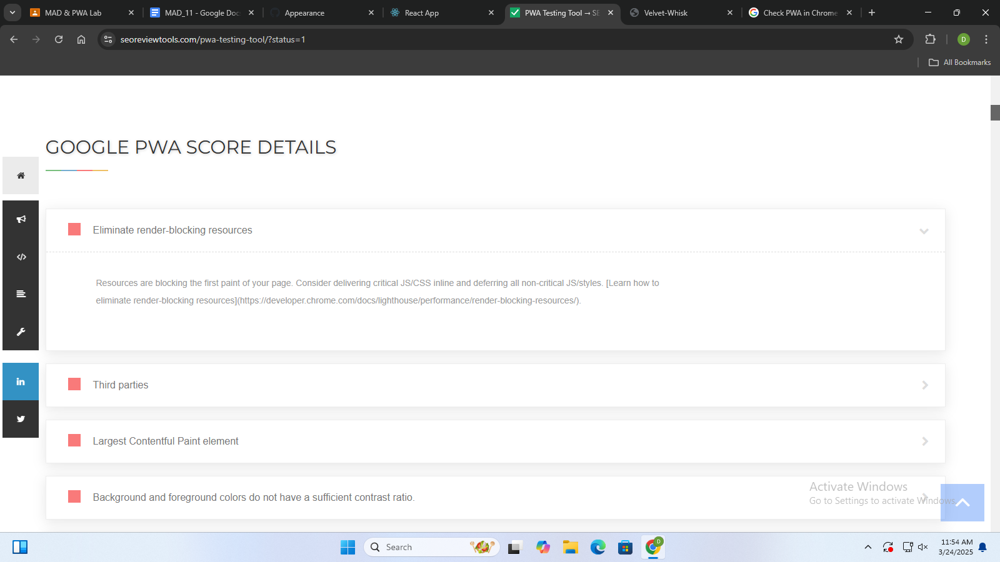 MAD & PWA Lab
MAD_11 - Google Doc
Appearance
React App
PWA Testing Tool → SE
Velvet-Whisk
Check PWA in Chrome
seoreviewtools.com/pwa-testing-tool/?status=1
D
All Bookmarks
GOOGLE PWA SCORE DETAILS
Eliminate render-blocking resources
Resources are blocking the first paint of your page. Consider delivering critical JS/CSS inline and deferring all non-critical JS/styles. [Learn how to
eliminate render-blocking resources](https://developer.chrome.com/docs/lighthouse/performance/render-blocking-resources/).
in
Third parties
Largest Contentful Paint element
Background and foreground colors do not have a sufficient contrast ratio.
Activate Windows
Go to Settings to activate Windows.
Search
D
11:54 AM
3/24/2025